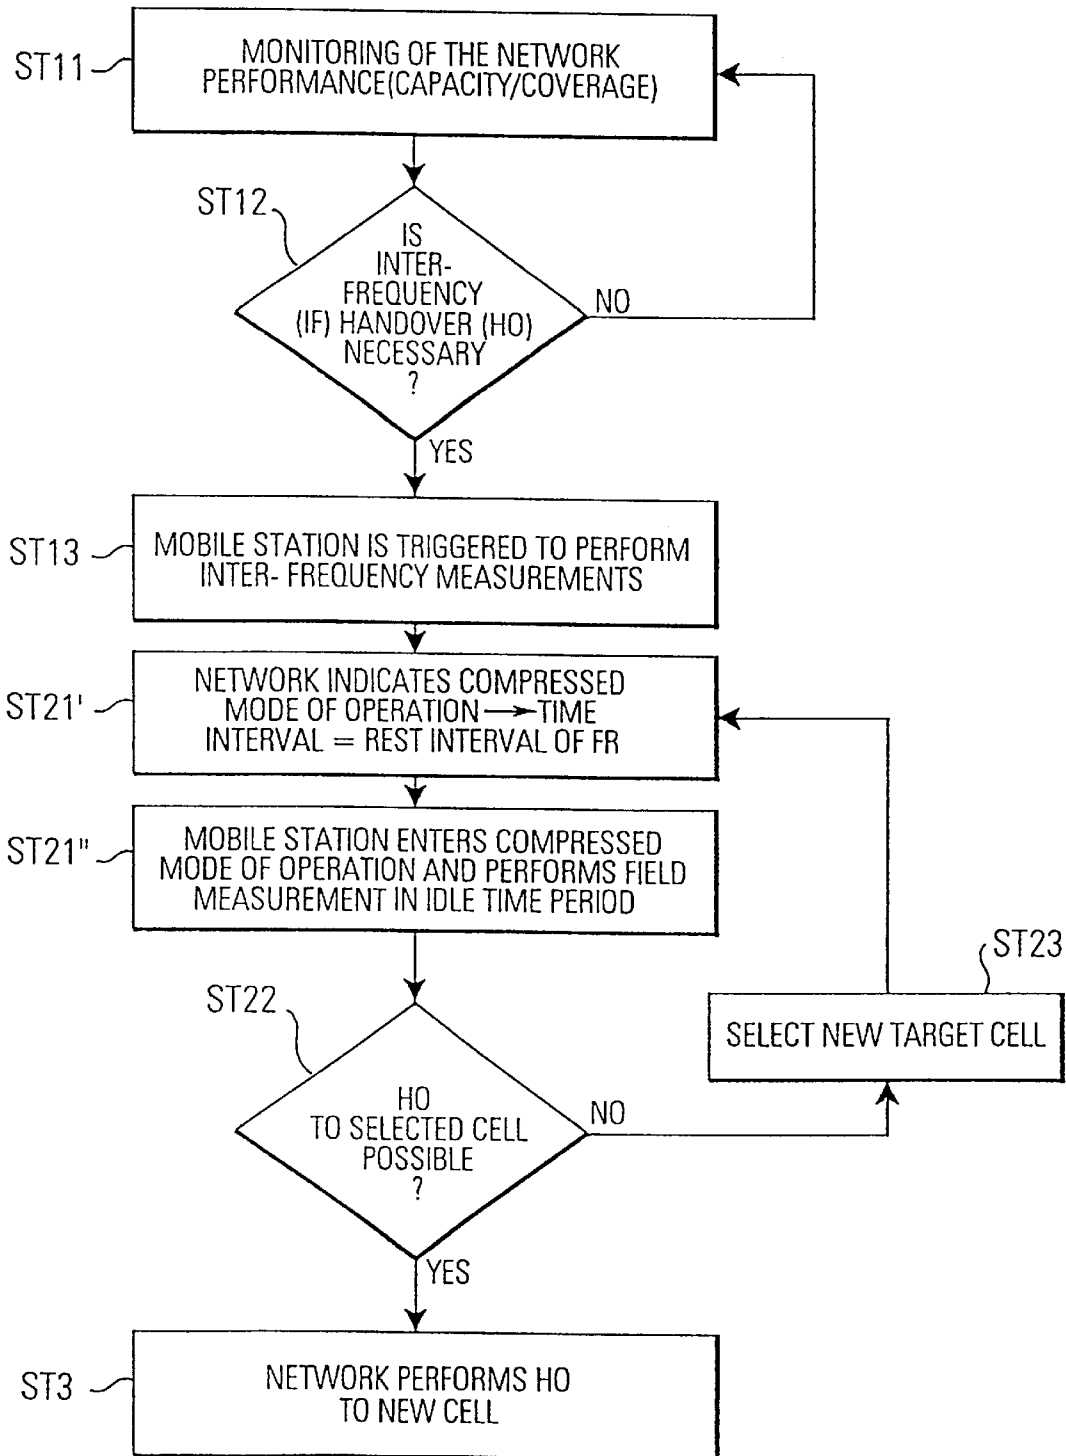 ST11
MONITORING OF THE NETWORK
PERFORMANCE(CAPACITY/COVERAGE)
ST12
IS
INTER-
FREQUENCY
(IF) HANDOVER (HO)
NECESSARY
?
NO
YES
ST13
MOBILE STATION IS TRIGGERED TO PERFORM
INTER- FREQUENCY MEASUREMENTS
ST21'
NETWORK INDICATES COMPRESSED
MODE OF OPERATION → TIME
INTERVAL = REST INTERVAL OF FR
ST21"
MOBILE STATION ENTERS COMPRESSED
MODE OF OPERATION AND PERFORMS FIELD
MEASUREMENT IN IDLE TIME PERIOD
ST22
HO
TO SELECTED CELL
POSSIBLE
?
NO
ST23
SELECT NEW TARGET CELL
YES
ST3
NETWORK PERFORMS HO
TO NEW CELL